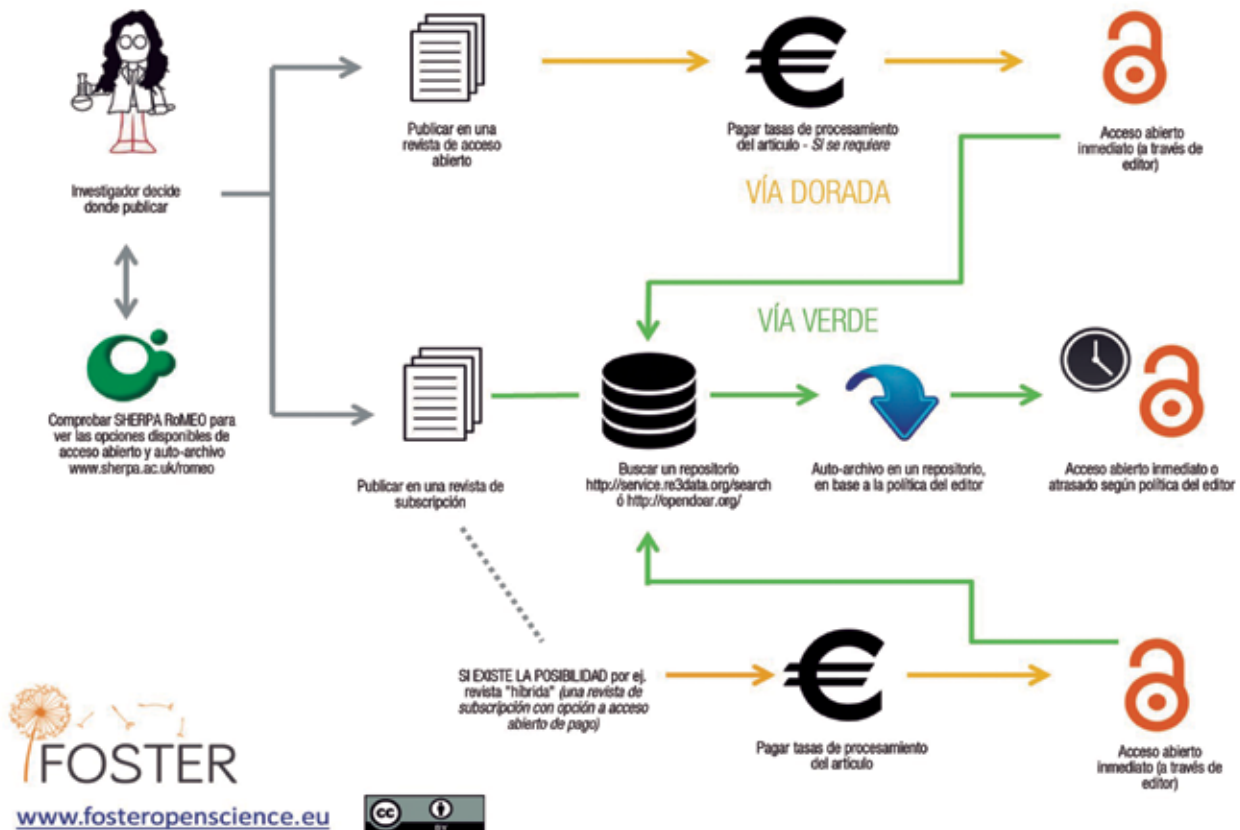 Investigador decide
donde publicar
Comprobar SHERPA RoMEO para
ver las opciones disponibles de
acceso abierto y auto-archivo
www.sherpa.ac.uk/romeo
Publicar en una
revista de acceso
abierto
Pagar tasas de procesamiento
del artículo - Si se requiere
Acceso abierto
inmediato (a través de
editor)
VÍA DORADA
VÍA VERDE
Publicar en una revista de
subscripción
Buscar un repositorio
http://service.re3data.org/search
ó http://opendoar.org/
Auto-archivo en un repositorio,
en base a la política del editor
Acceso abierto inmediato o
atrasado según política del editor
SI EXISTE LA POSIBILIDAD por ej.
revista "híbrida" (una revista de
subscripción con opción a acceso
abierto de pago)
Pagar tasas de procesamiento
del artículo
Acceso abierto
inmediato (a través de
editor)
FOSTER
www.fosteropenscience.eu
cc
BY